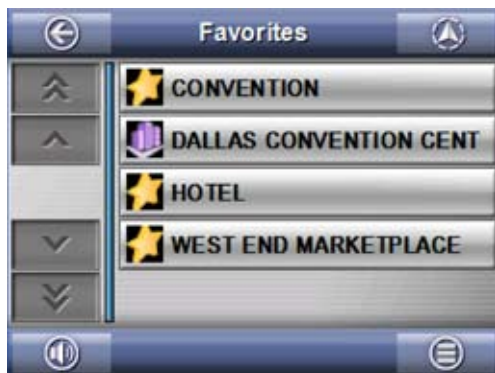 Favorites
CONVENTION
DALLAS CONVENTION CENT
HOTEL
WEST END MARKETPLACE